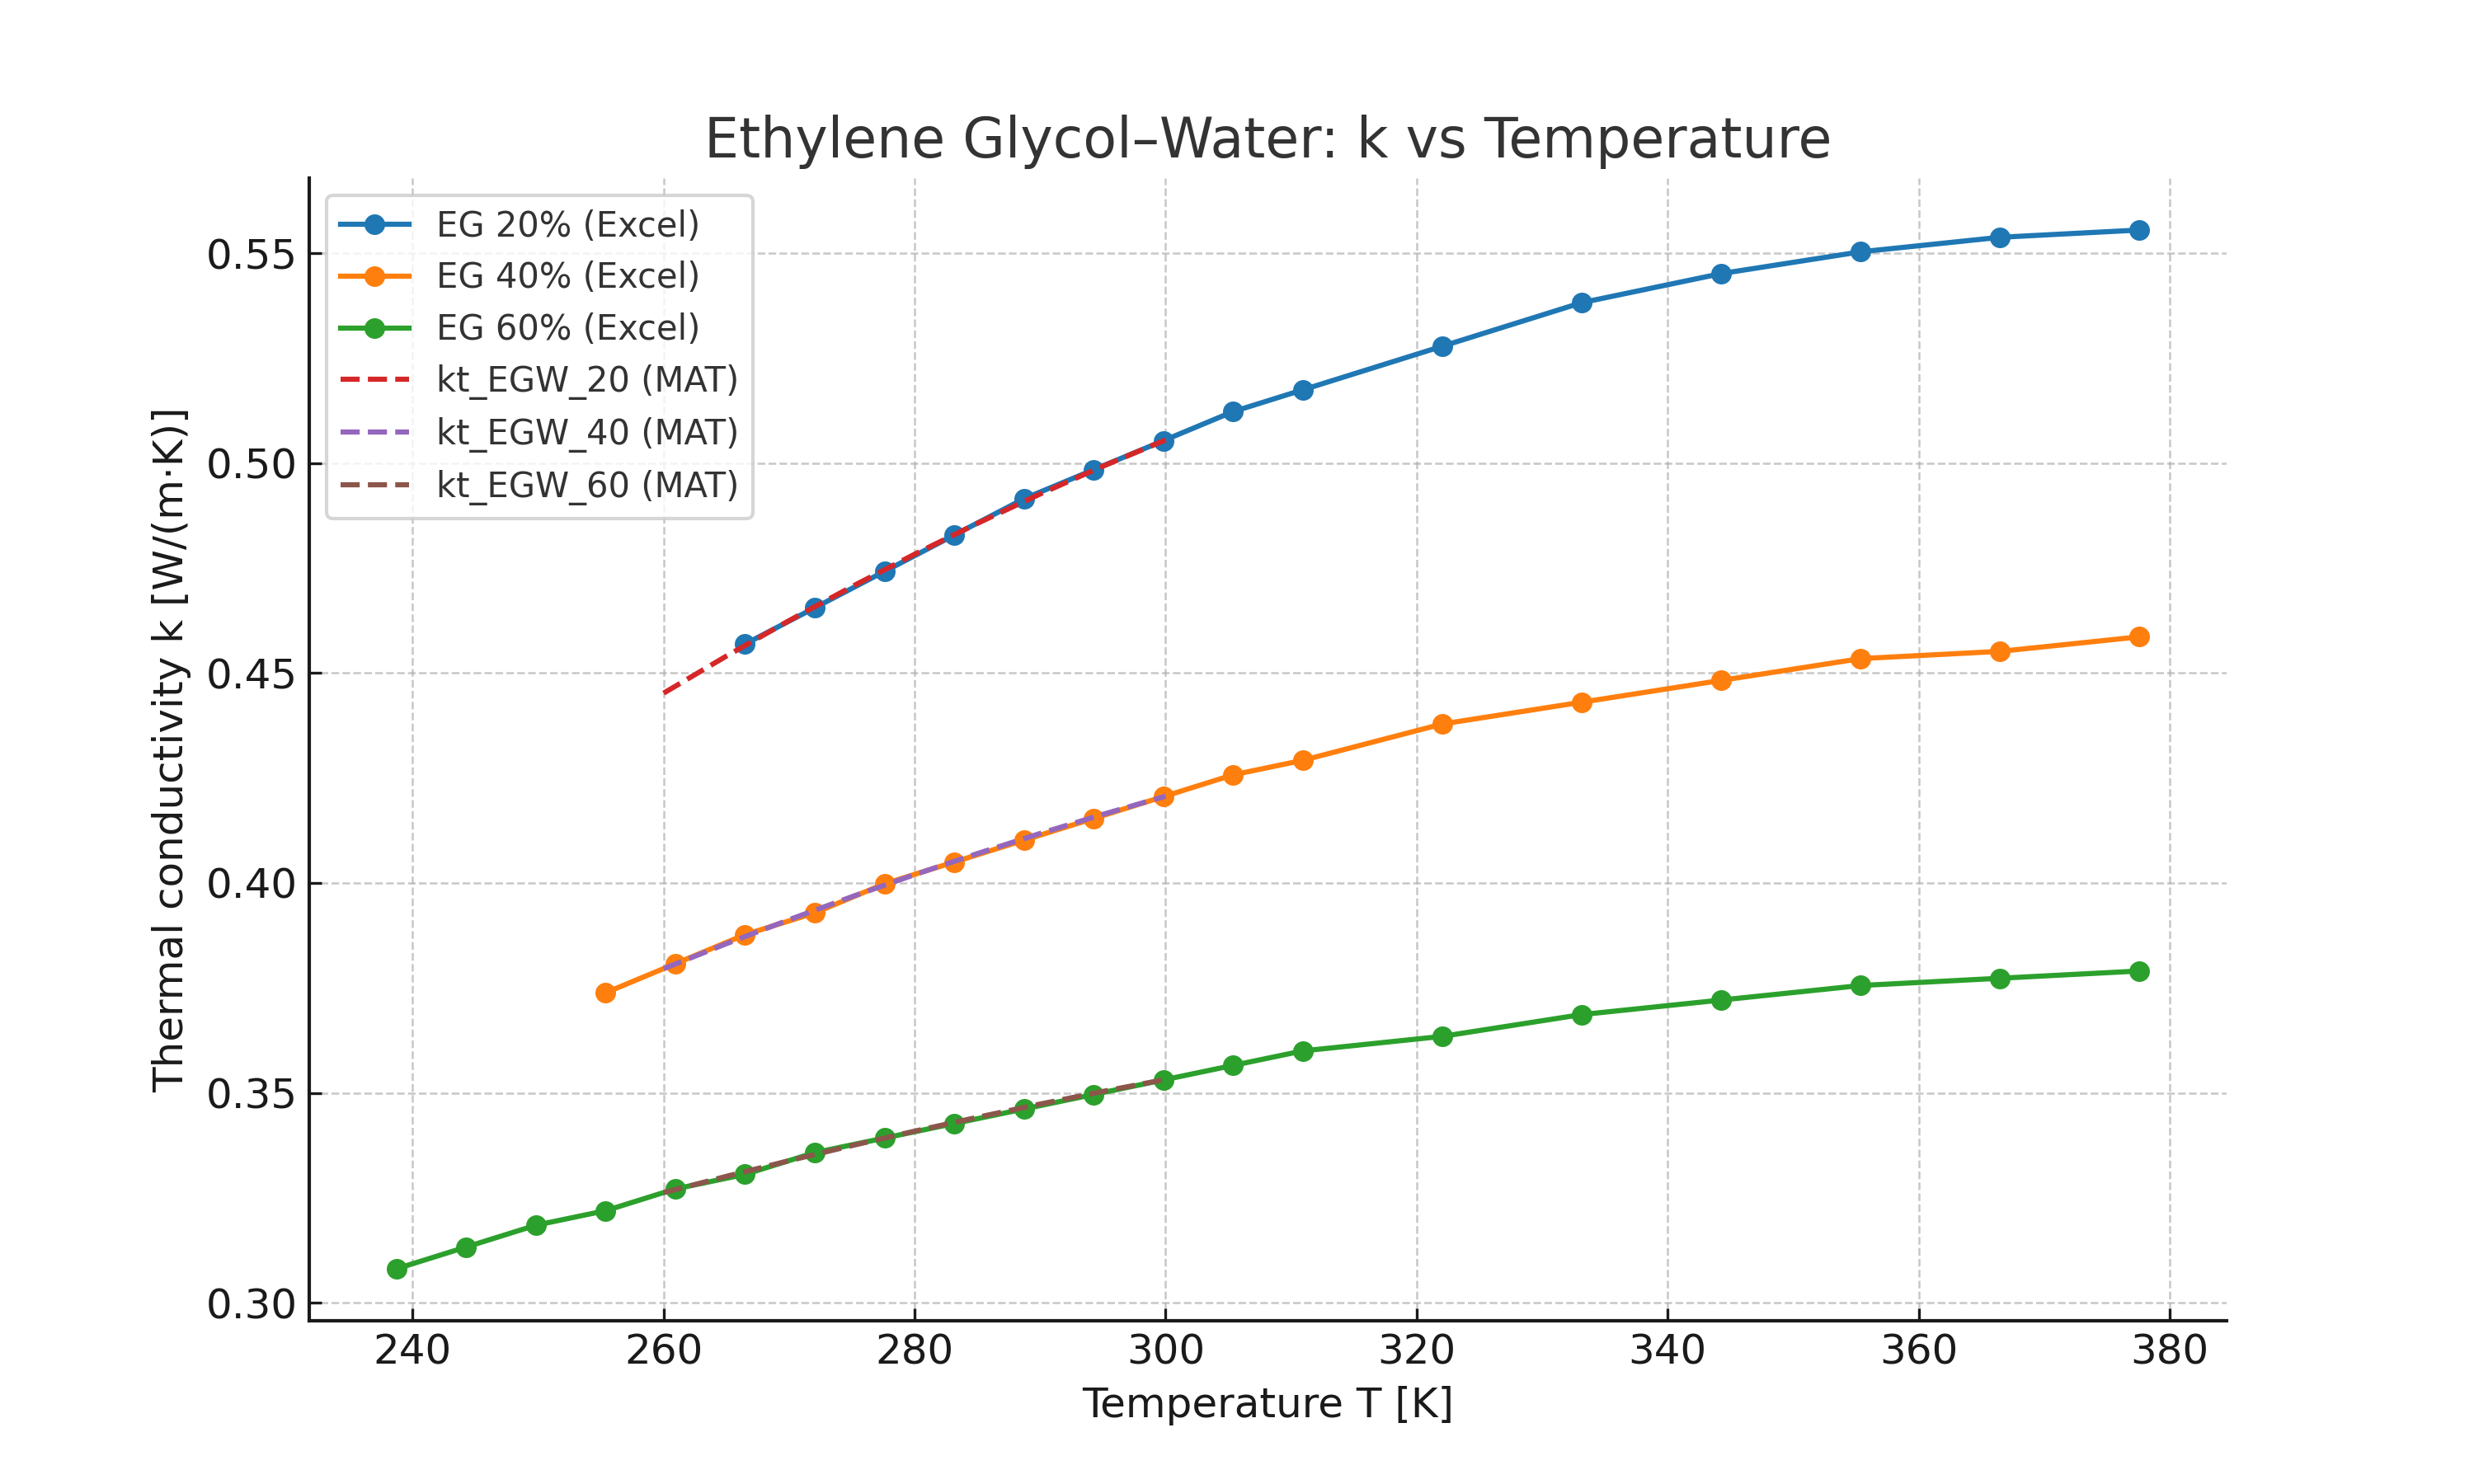 Ethylene Glycol–Water: k vs Temperature
EG 20% (Excel)
EG 40% (Excel)
EG 60% (Excel)
kt_EGW_20 (MAT)
kt_EGW_40 (MAT)
kt_EGW_60 (MAT)
Thermal conductivity k [W/(m·K)]
0.55
0.50
0.45
0.40
0.35
0.30
240 260 280 300 320 340 360 380
Temperature T [K]